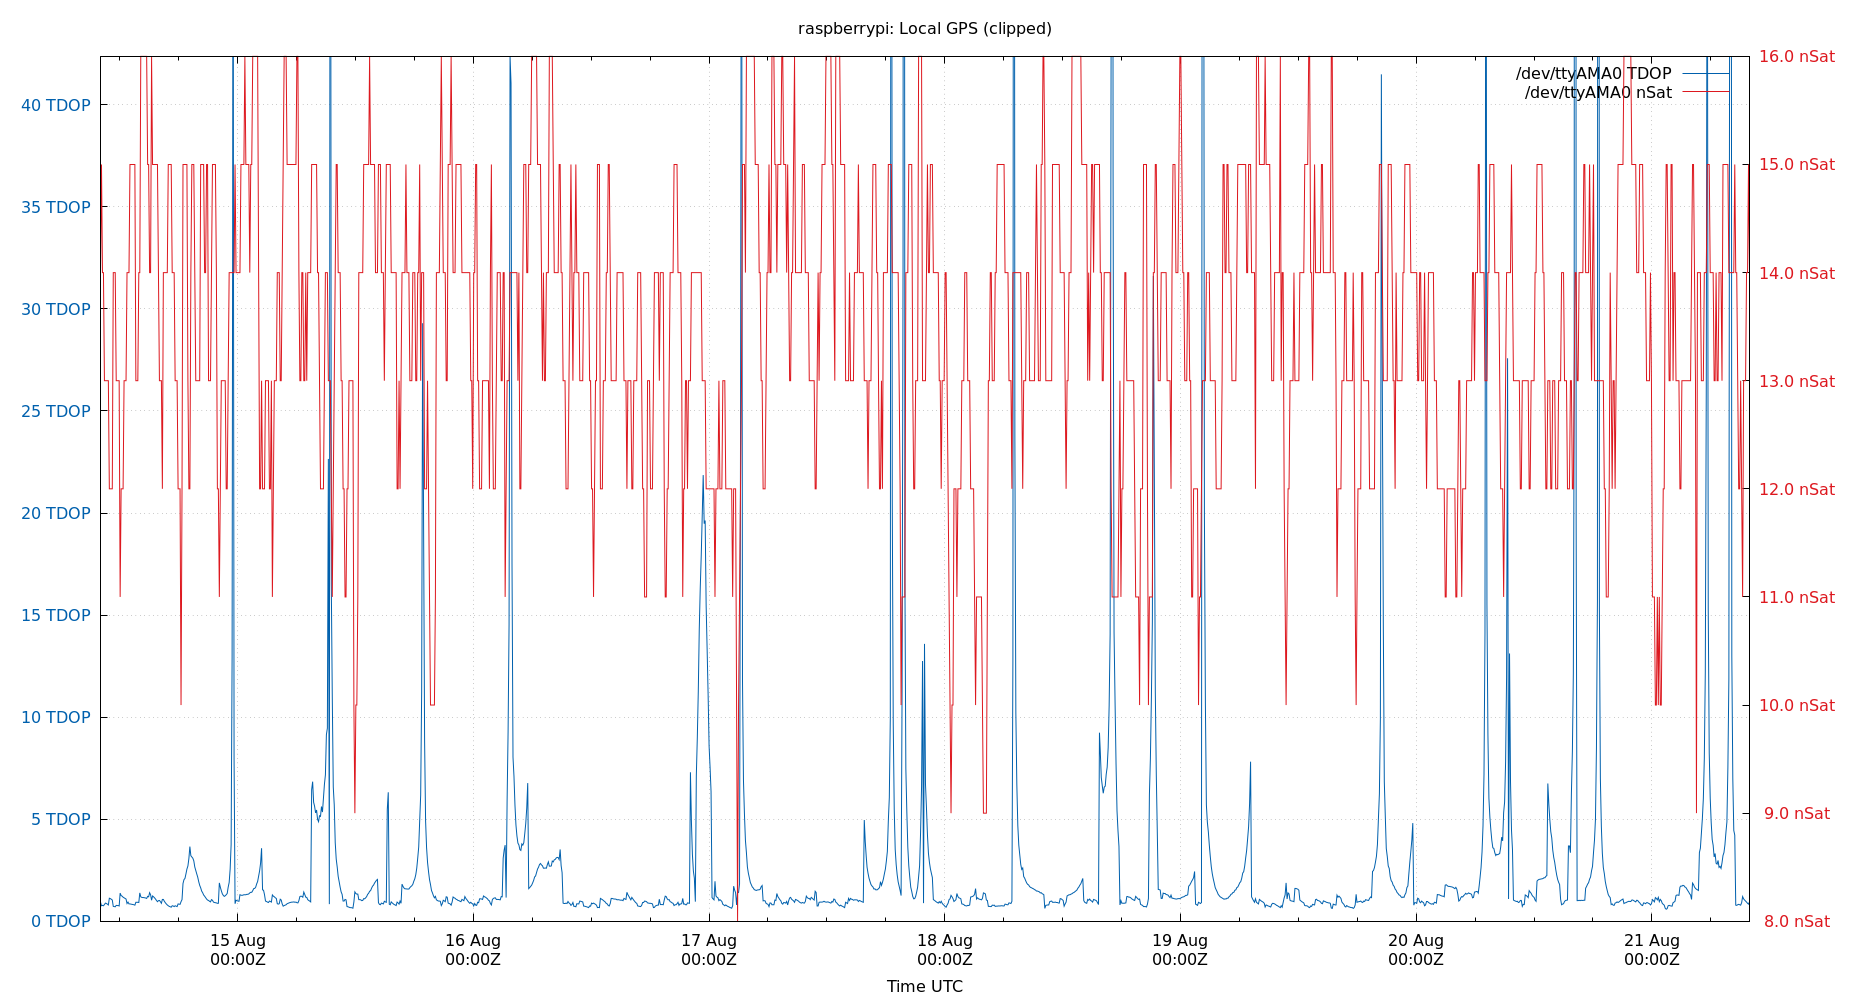 raspberrypi: Local GPS (clipped)
/dev/ttyAMA0 TDOP
/dev/ttyAMA0 nSat
40 TDOP
35 TDOP
30 TDOP
25 TDOP
20 TDOP
15 TDOP
10 TDOP
5 TDOP
0 TDOP
16.0 nSat
15.0 nSat
14.0 nSat
13.0 nSat
12.0 nSat
11.0 nSat
10.0 nSat
9.0 nSat
8.0 nSat
15 Aug
00:00Z
16 Aug
00:00Z
17 Aug
00:00Z
18 Aug
00:00Z
19 Aug
00:00Z
20 Aug
00:00Z
21 Aug
00:00Z
Time UTC